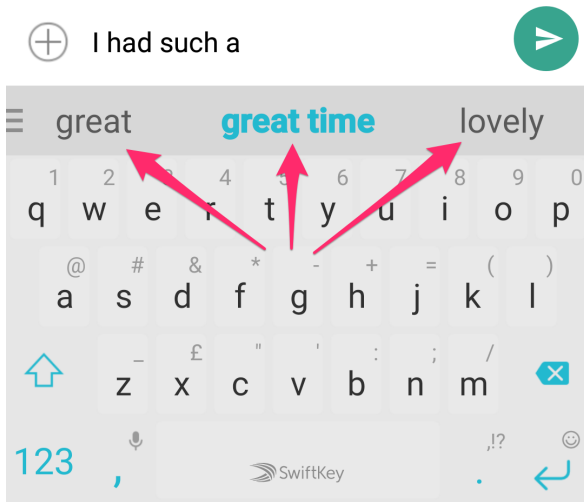 I had such a
great great time lovely
1 2 3 4 5 6 7 8 9 0
q w e r t y u i o p
@ # & * - + = ( )
a s d f g h j k l
_ £ " ' : ; /
z x c v b n m
,!?
123 , SwiftKey .